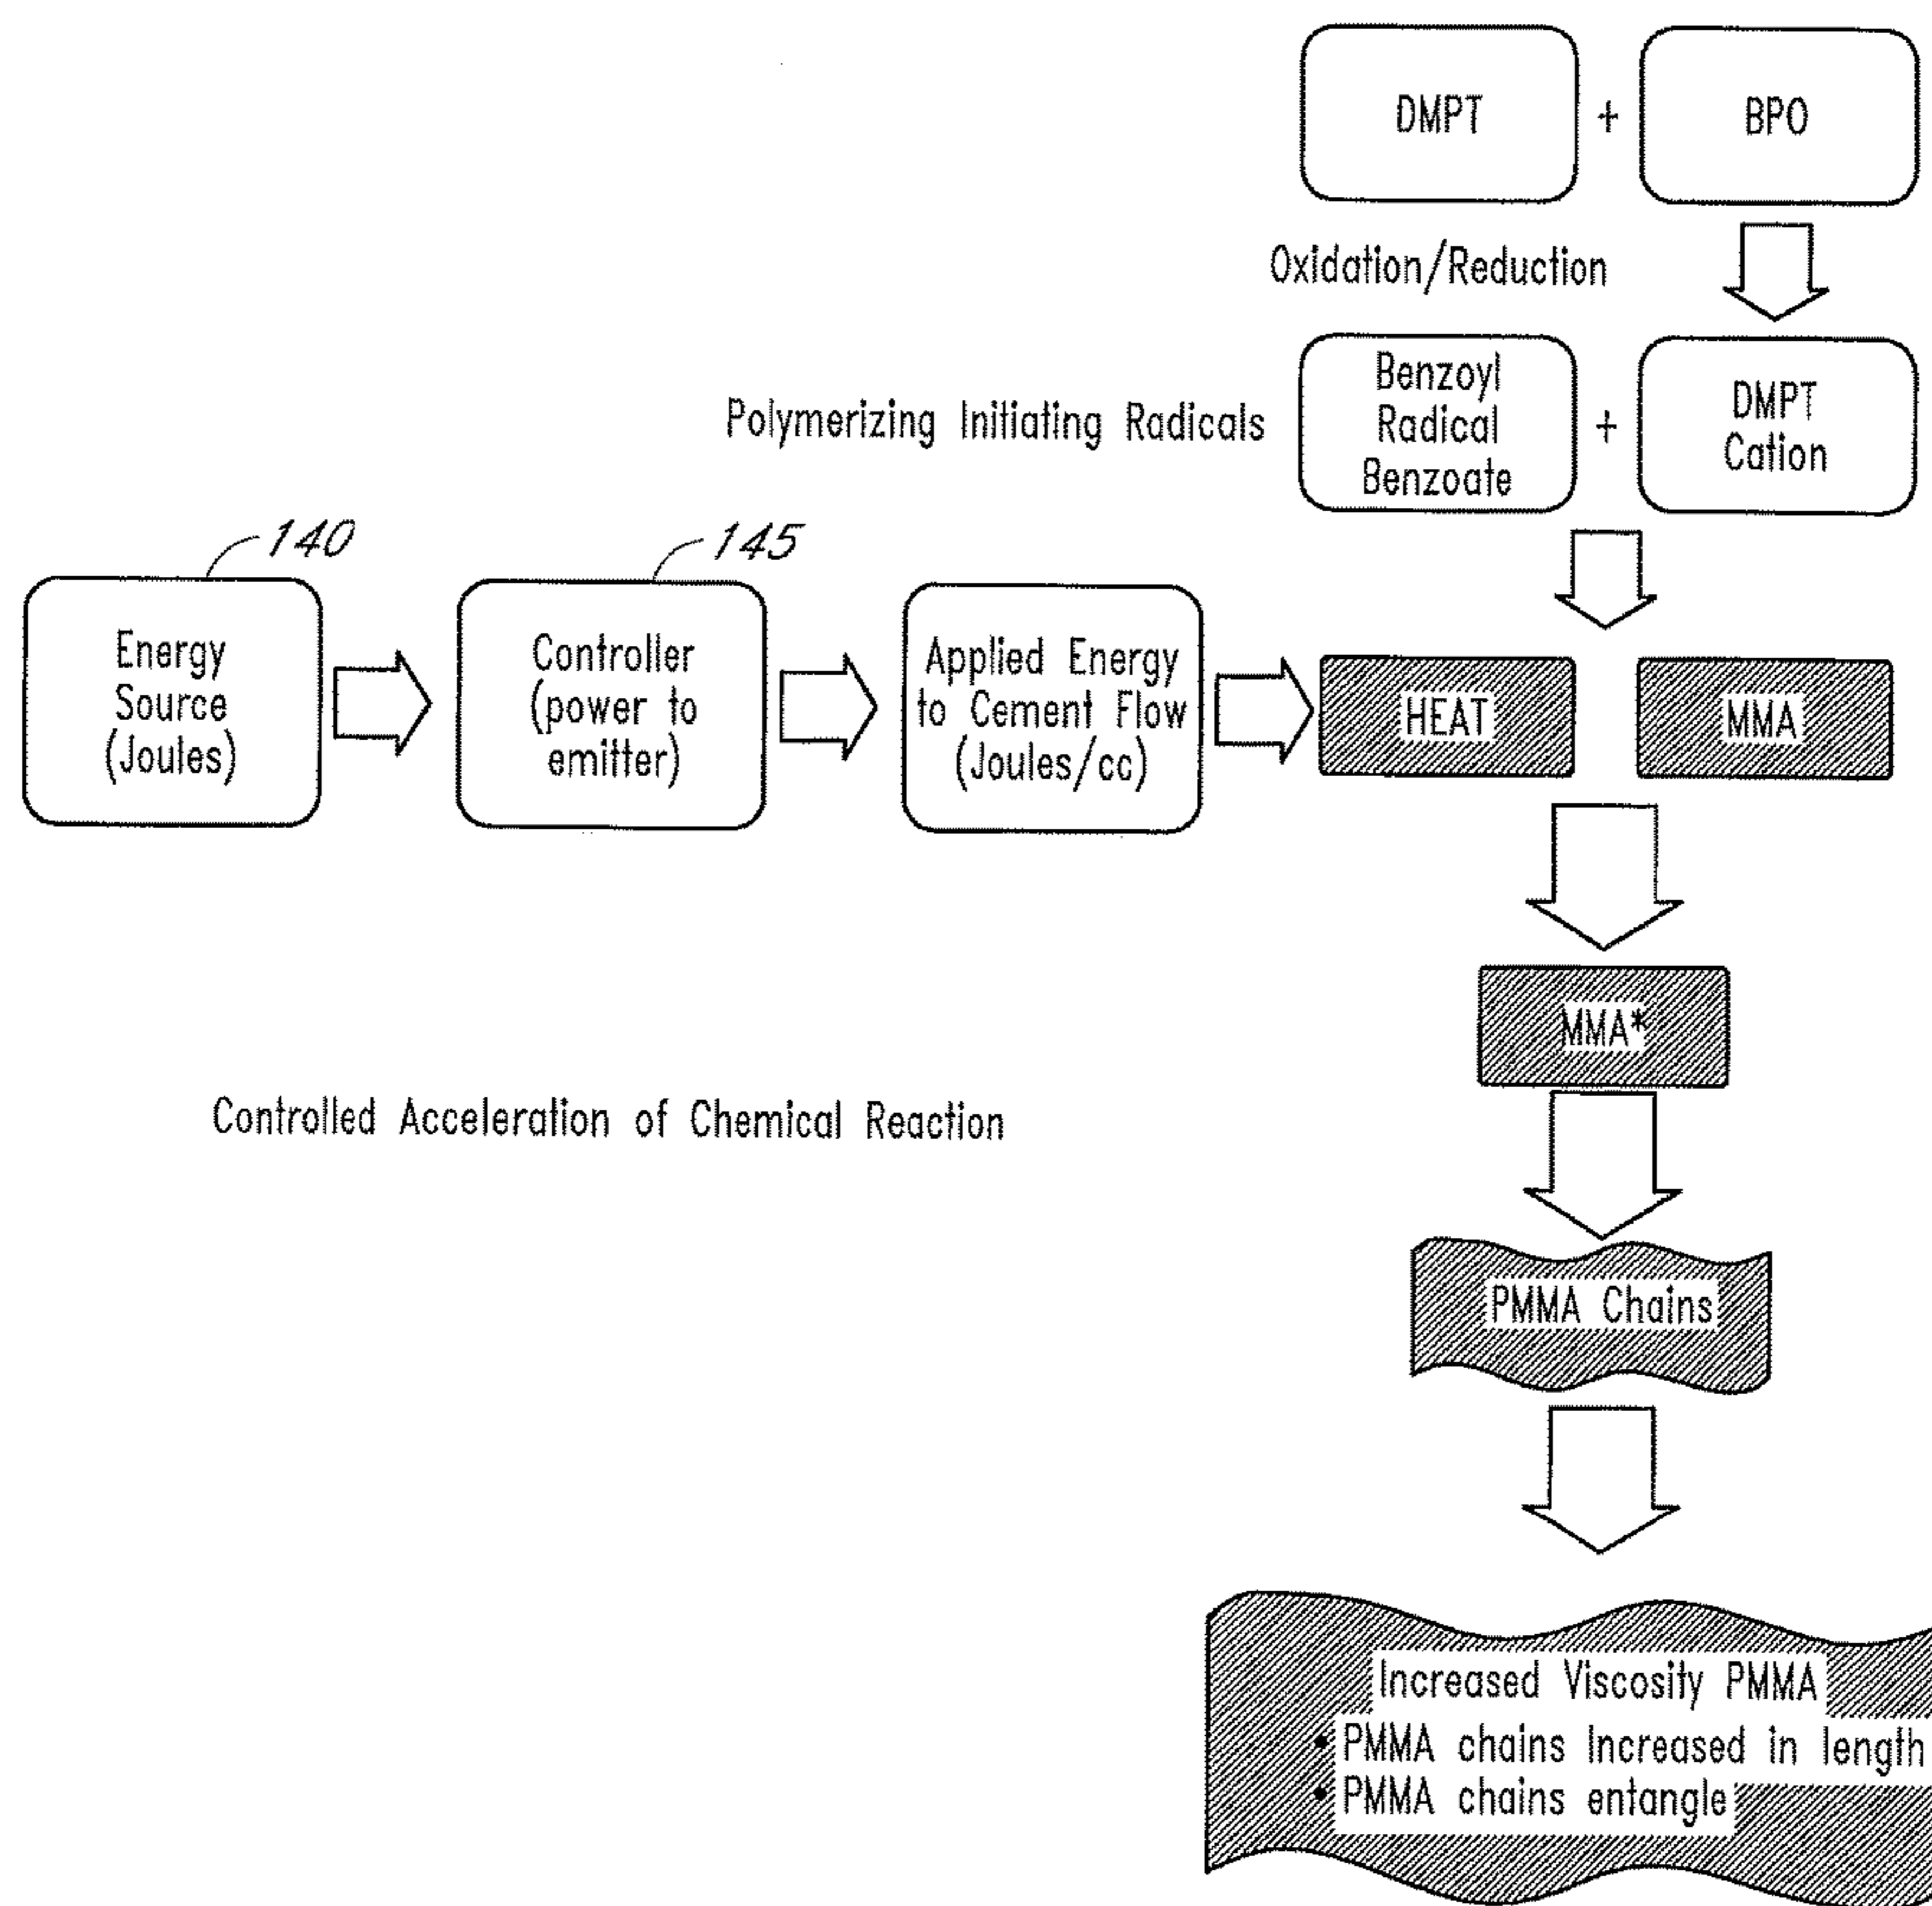 DMPT
+
BPO
Oxidation/Reduction
Polymerizing Initiating Radicals
Benzoyl
Radical
Benzoate
+
DMPT
Cation
140
Energy
Source
(Joules)
145
Controller
(power to
emitter)
Applied Energy
to Cement Flow
(Joules/cc)
HEAT
MMA
MMA*
Controlled Acceleration of Chemical Reaction
PMMA Chains
Increased Viscosity PMMA
• PMMA chains Increased in length
• PMMA chains entangle